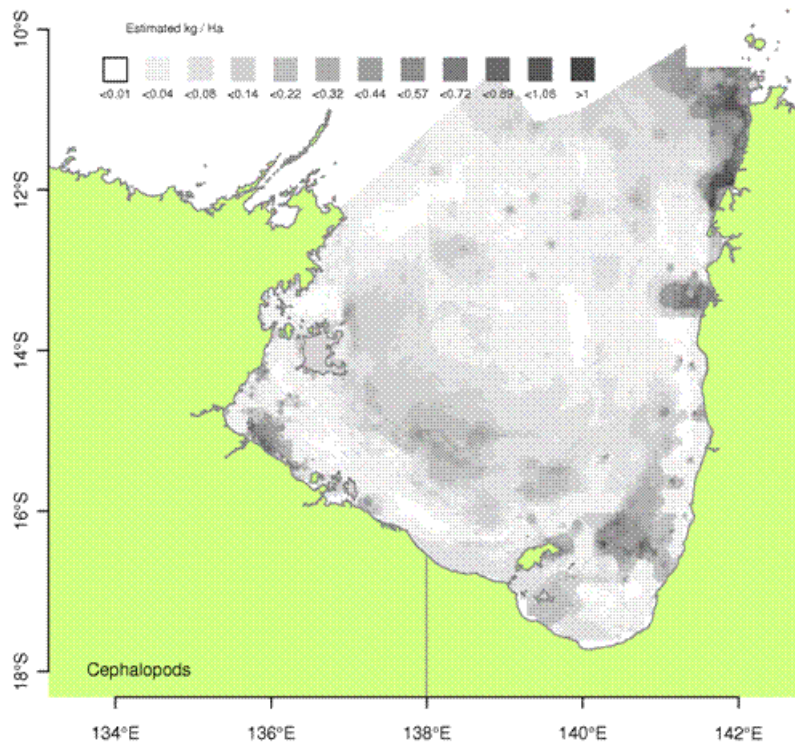 Estimated kg / Ha
<0.01 <0.04 <0.08 <0.14 <0.22 <0.32 <0.44 <0.57 <0.72 <0.89 <1.08 >1
10°S
12°S
14°S
16°S
18°S
Cephalopods
134°E 136°E 138°E 140°E 142°E